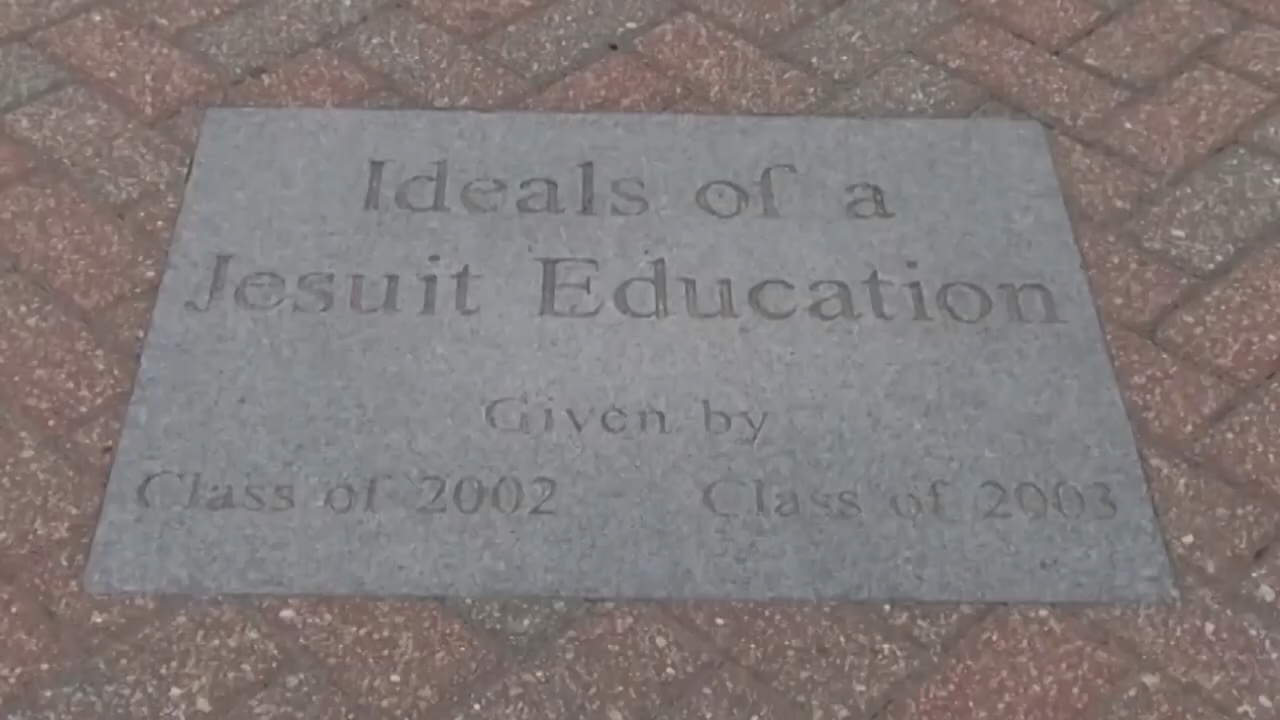 Ideals of a
Jesuit Education
Given by
Class of 2002 Class of 2003